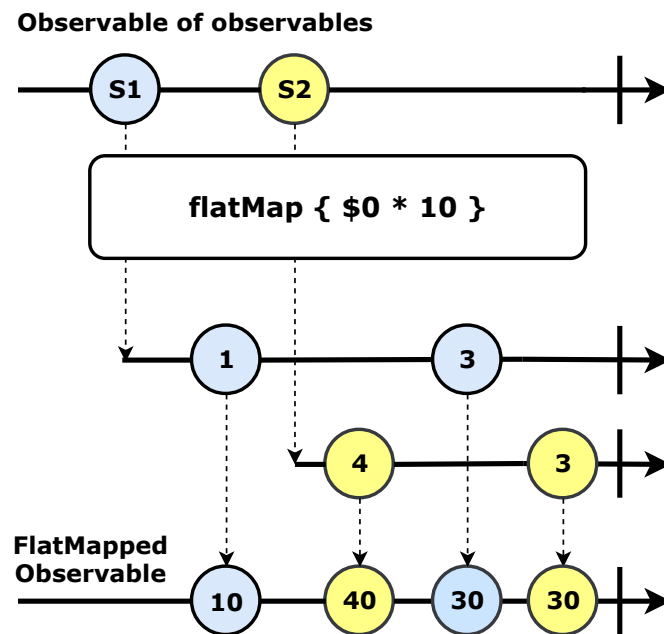 Observable of observables
S1 S2
flatMap { $0 * 10 }
1 3
4 3
FlatMapped
Observable
10 40 30 30